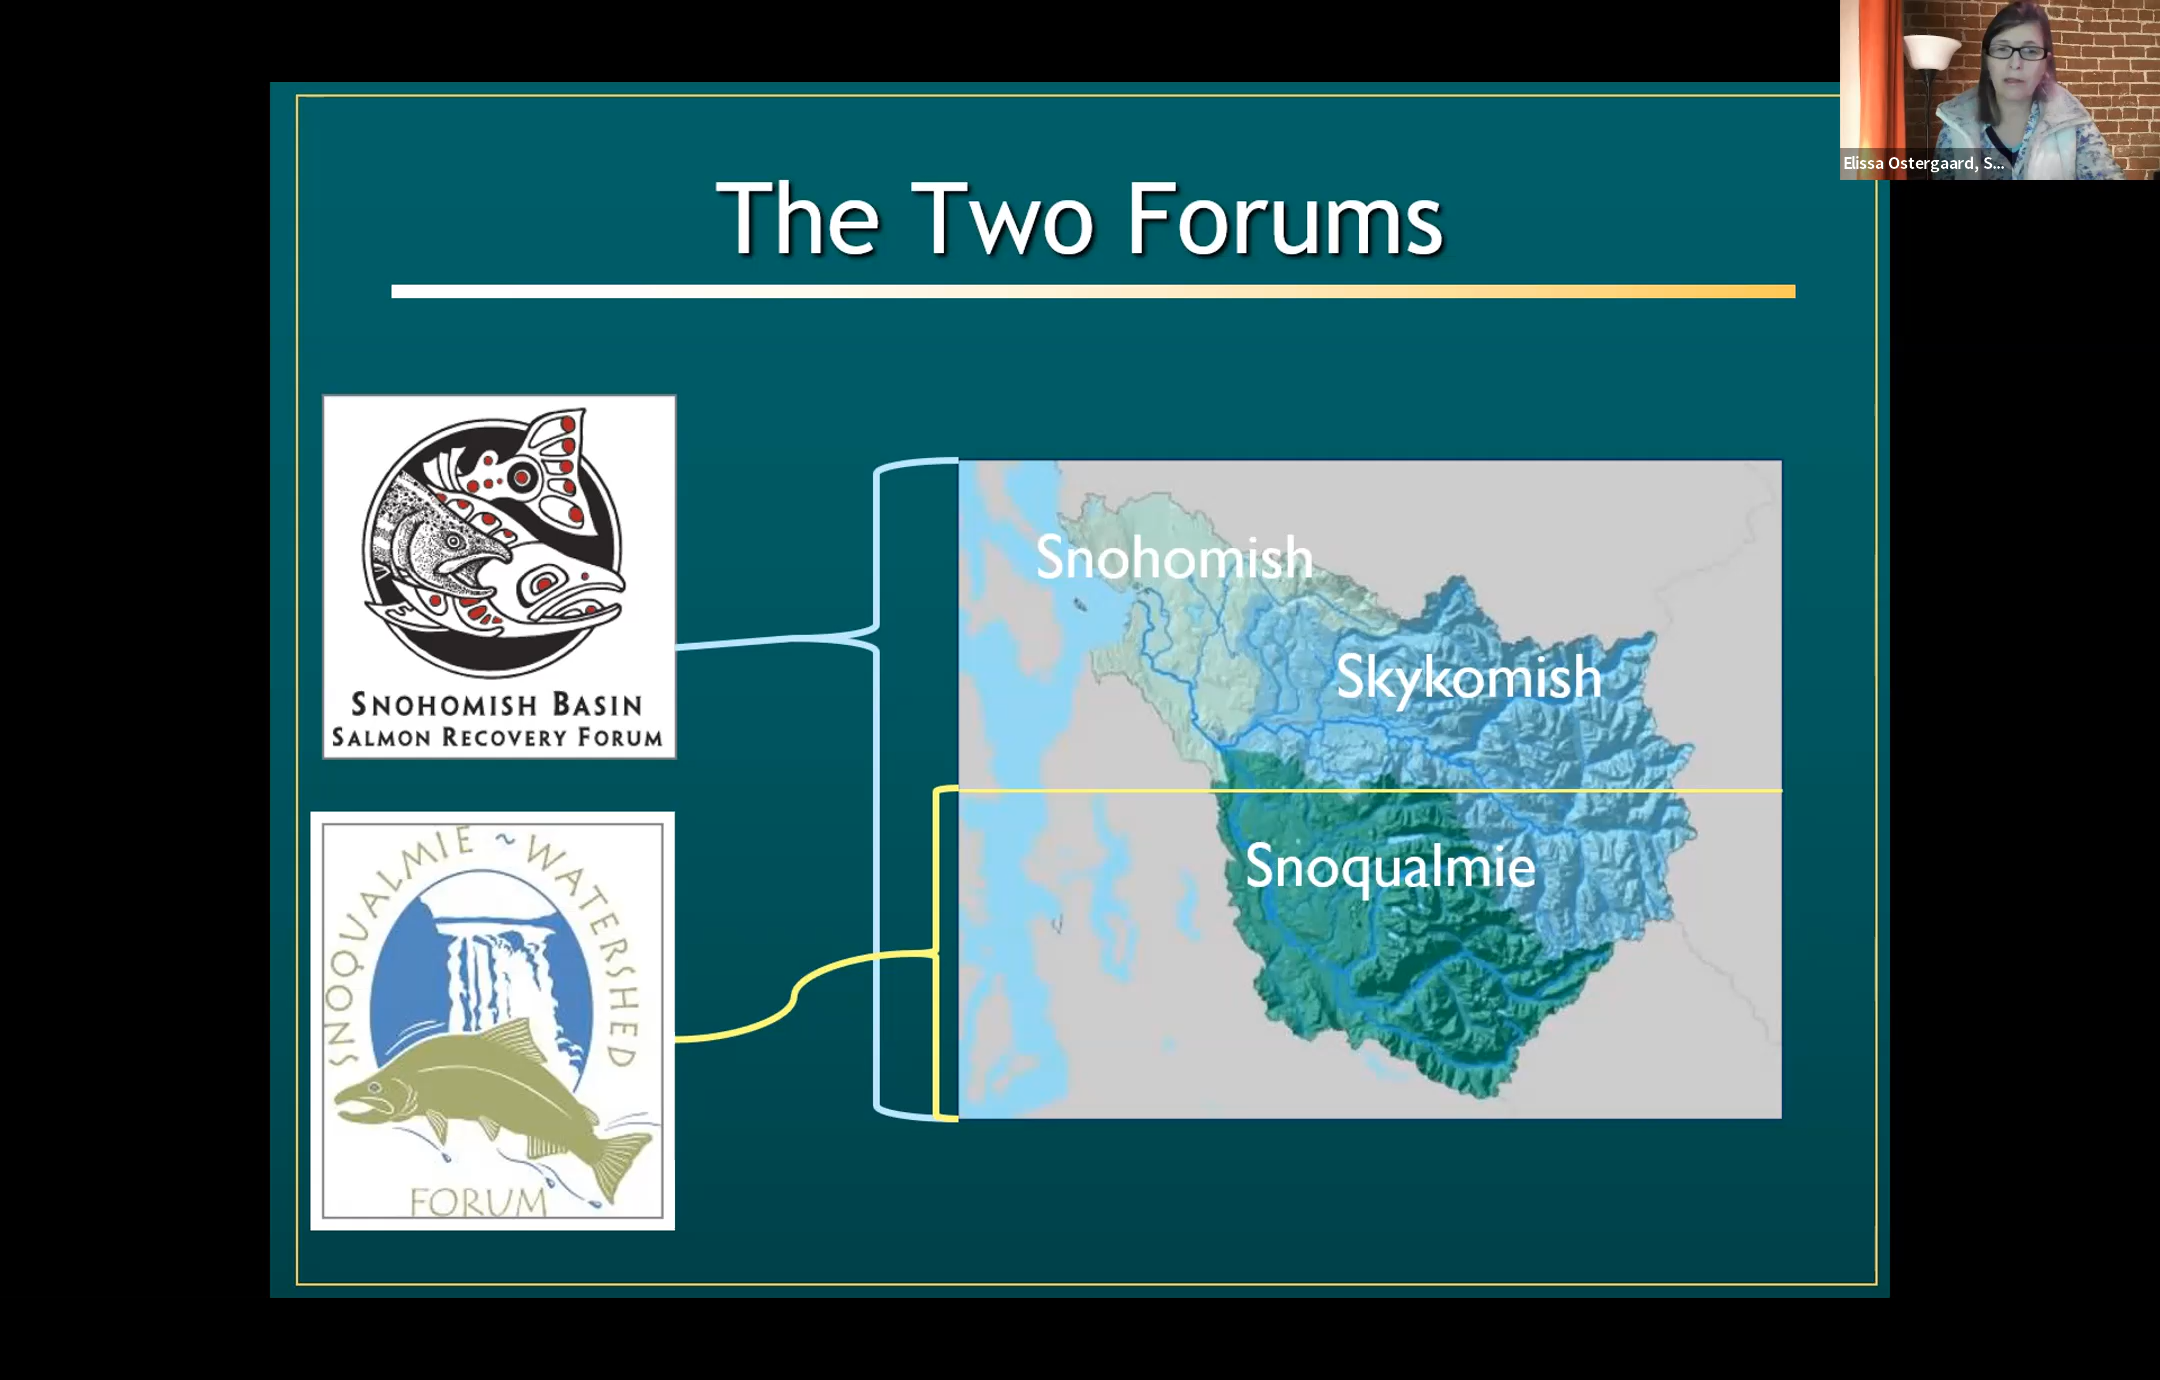 Elissa Ostergaard, S...
The Two Forums
SNOHOMISH BASIN
SALMON RECOVERY FORUM
SNOQUALMIE ~ WATERSHED
FORUM
Snohomish
Skykomish
Snoqualmie